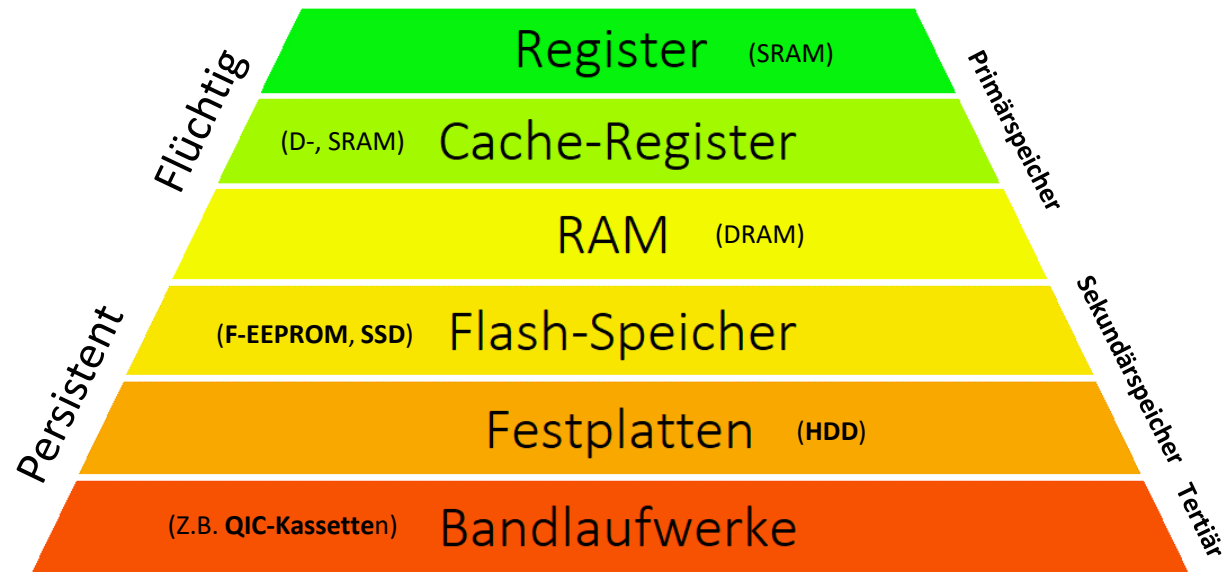 Register (SRAM)
(D-, SRAM) Cache-Register
RAM (DRAM)
(F-EEPROM, SSD) Flash-Speicher
Festplatten (HDD)
(Z.B. QIC-Kassetten) Bandlaufwerke
Flüchtig
Persistent
Primärspeicher
Sekundärspeicher
Tertiär